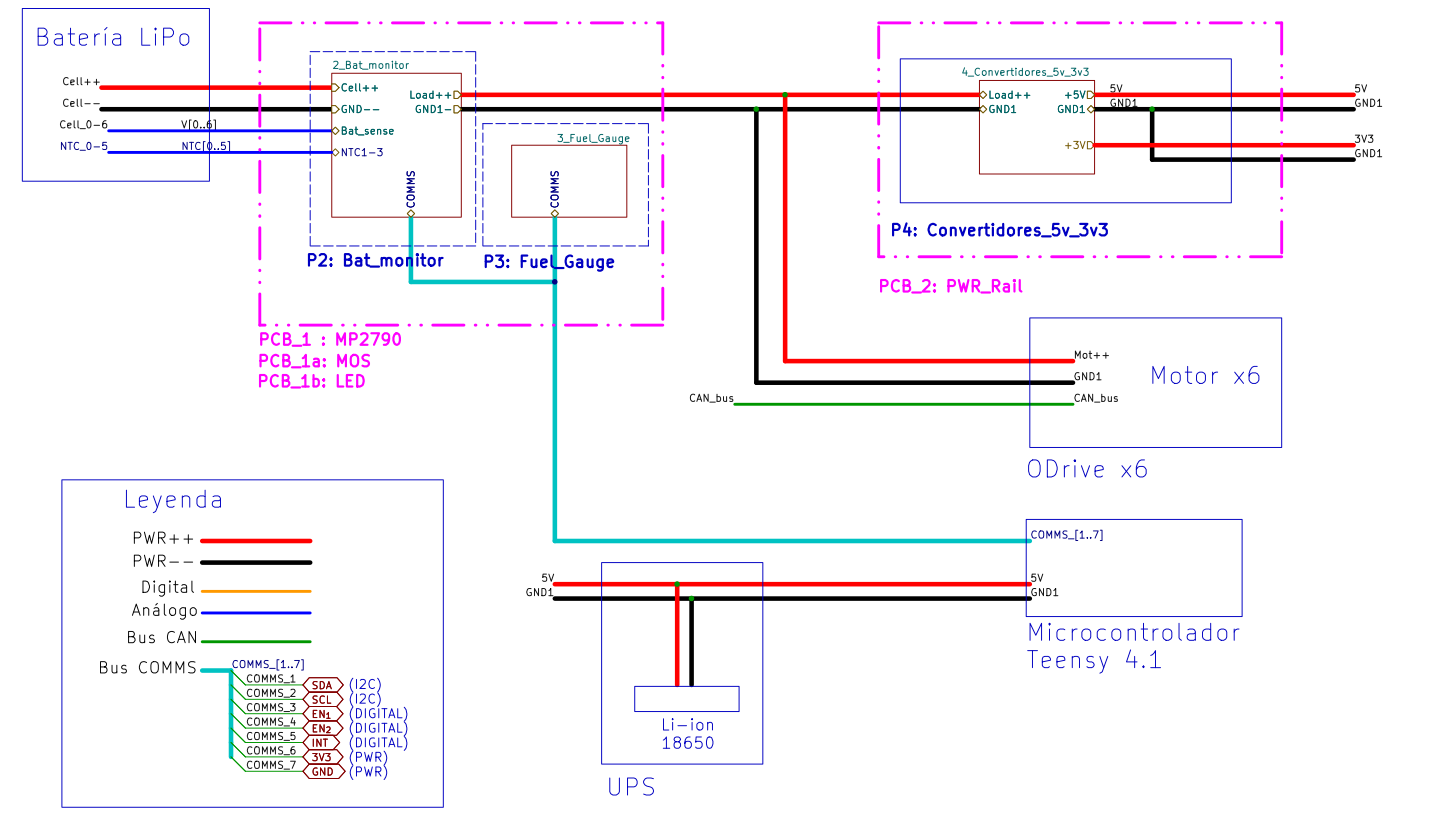 Batería LiPo
Cell++
Cell--
Cell_0-6
V[0..6]
NTC_0-5
NTC[0..5]
2_Bat_monitor
Cell++
GND--
Bat_sense
NTC1-3
Load++
GND1-
COMMS
3_Fuel_Gauge
COMMS
P2: Bat_monitor
P3: Fuel_Gauge
PCB_1 : MP2790
PCB_1a: MOS
PCB_1b: LED
4_Convertidores_5v_3v3
Load++
GND1
+5V
GND1
+3V
5V
GND1
5V
GND1
3V3
GND1
P4: Convertidores_5v_3v3
PCB_2: PWR_Rail
Mot++
GND1
CAN_bus
CAN_bus
Motor x6
ODrive x6
COMMS_[1..7]
5V
GND1
5V
GND1
Microcontrolador
Teensy 4.1
Li-ion
18650
UPS
Leyenda
PWR++
PWR--
Digital
Análogo
Bus CAN
Bus COMMS
COMMS_[1..7]
COMMS_1 SDA (I2C)
COMMS_2 SCL (I2C)
COMMS_3 EN1 (DIGITAL)
COMMS_4 EN2 (DIGITAL)
COMMS_5 INT (DIGITAL)
COMMS_6 3V3 (PWR)
COMMS_7 GND (PWR)